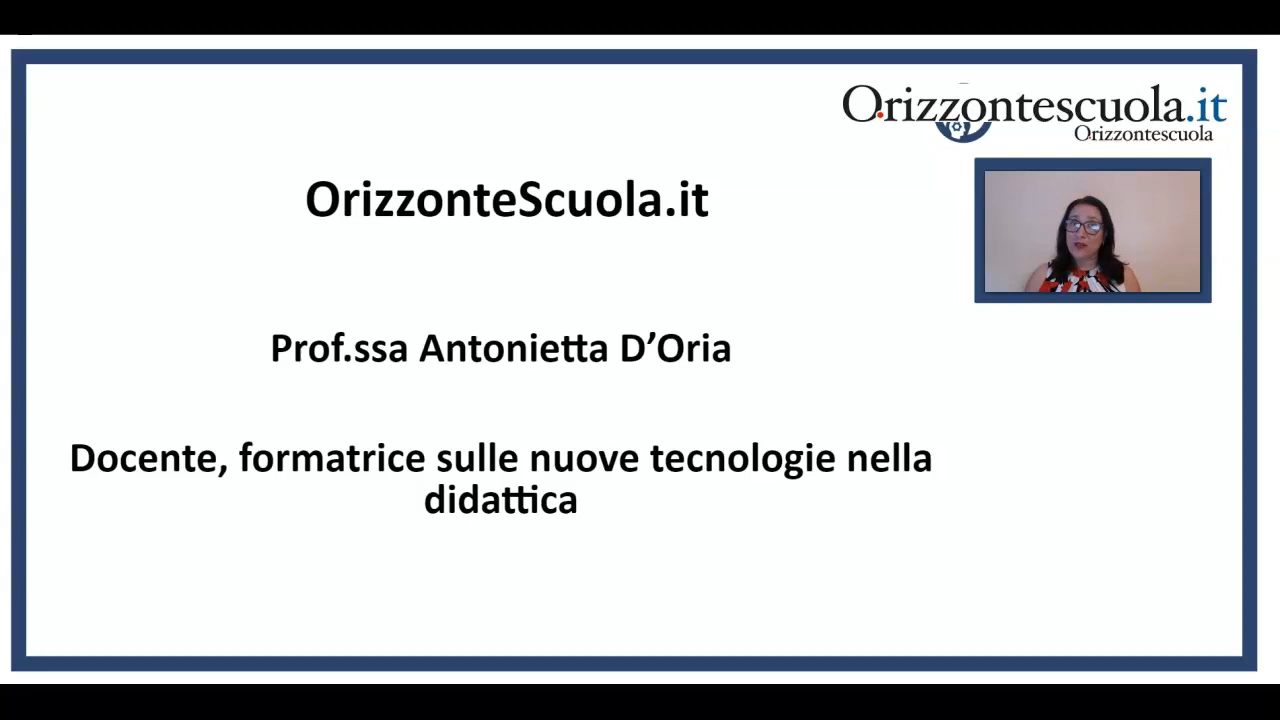 Orizzontescuola.it
Orizzontescuola
OrizzonteScuola.it
Prof.ssa Antonietta D’Oria
Docente, formatrice sulle nuove tecnologie nella
didattica